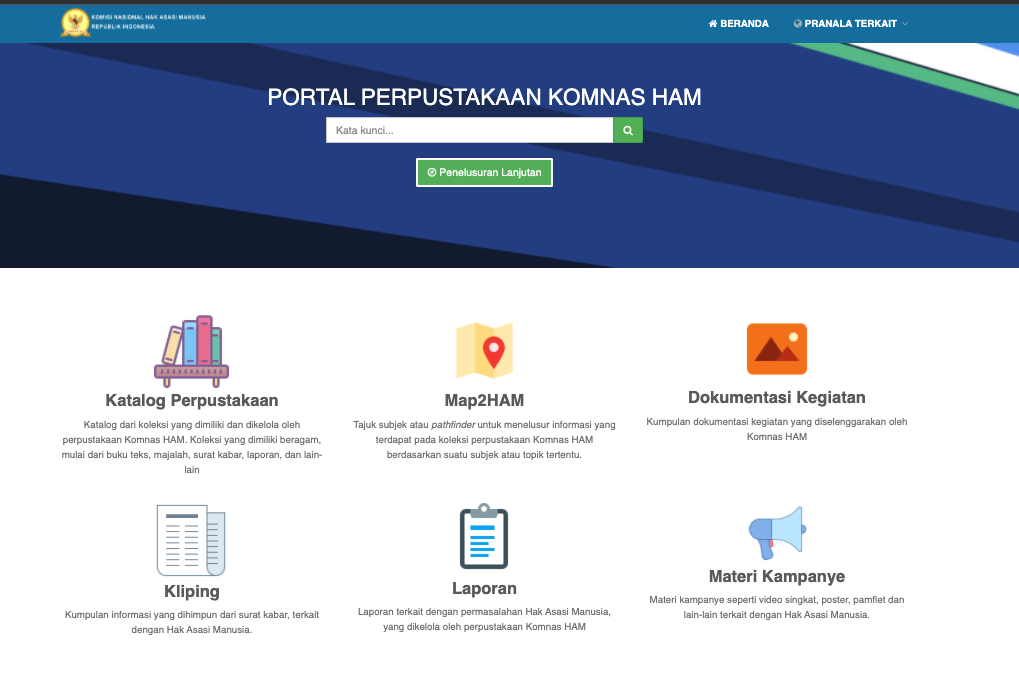 KOMISI NASIONAL HAK ASASI MANUSIA
REPUBLIK INDONESIA
BERANDA
PRANALA TERKAIT
PORTAL PERPUSTAKAAN KOMNAS HAM
Kata kunci...
Penelusuran Lanjutan
Katalog Perpustakaan
Katalog dari koleksi yang dimiliki dan dikelola oleh
perpustakaan Komnas HAM. Koleksi yang dimiliki beragam,
mulai dari buku teks, majalah, surat kabar, laporan, dan lain-
lain
Map2HAM
Tajuk subjek atau pathfinder untuk menelusur informasi yang
terdapat pada koleksi perpustakaan Komnas HAM
berdasarkan suatu subjek atau topik tertentu.
Dokumentasi Kegiatan
Kumpulan dokumentasi kegiatan yang diselenggarakan oleh
Komnas HAM
Kliping
Kumpulan informasi yang dihimpun dari surat kabar, terkait
dengan Hak Asasi Manusia.
Laporan
Laporan terkait dengan permasalahan Hak Asasi Manusia,
yang dikelola oleh perpustakaan Komnas HAM
Materi Kampanye
Materi kampanye seperti video singkat, poster, pamflet dan
lain-lain terkait dengan Hak Asasi Manusia.